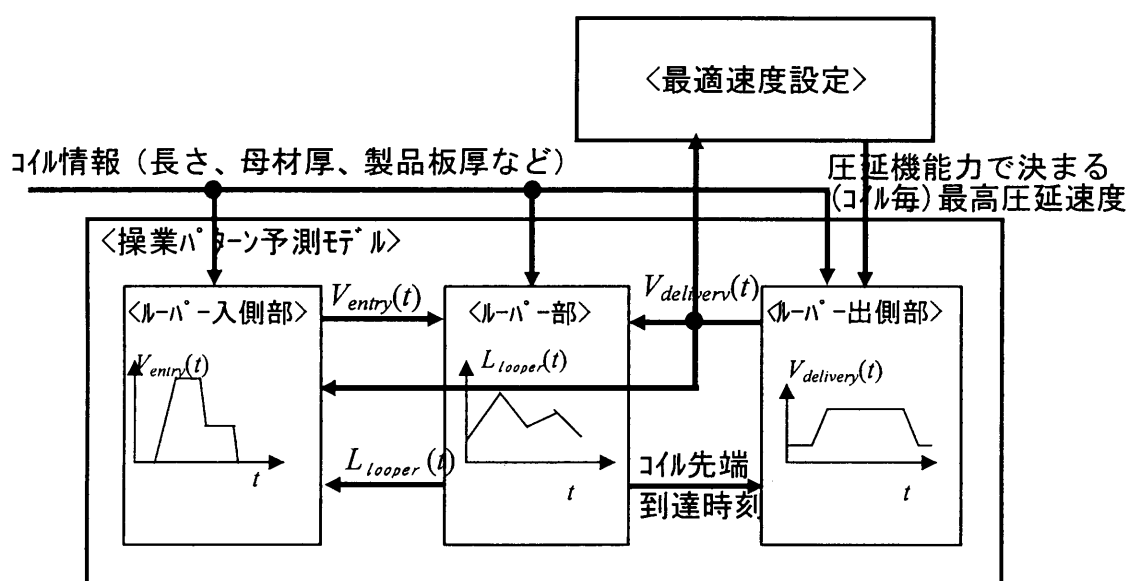 <最適速度設定>
コイル情報（長さ、母材厚、製品板厚など）
圧延機能力で決まる
(コイル毎)最高圧延速度
<操業パターン予測モデル>
<ルーパー入側部>
V_entry(t)
<ルーパー部>
V_delivery(t)
<ルーパー出側部>
V_entry(t)
L_looper(t)
V_delivery(t)
t
L_looper(t)
t
コイル先端
到達時刻
t